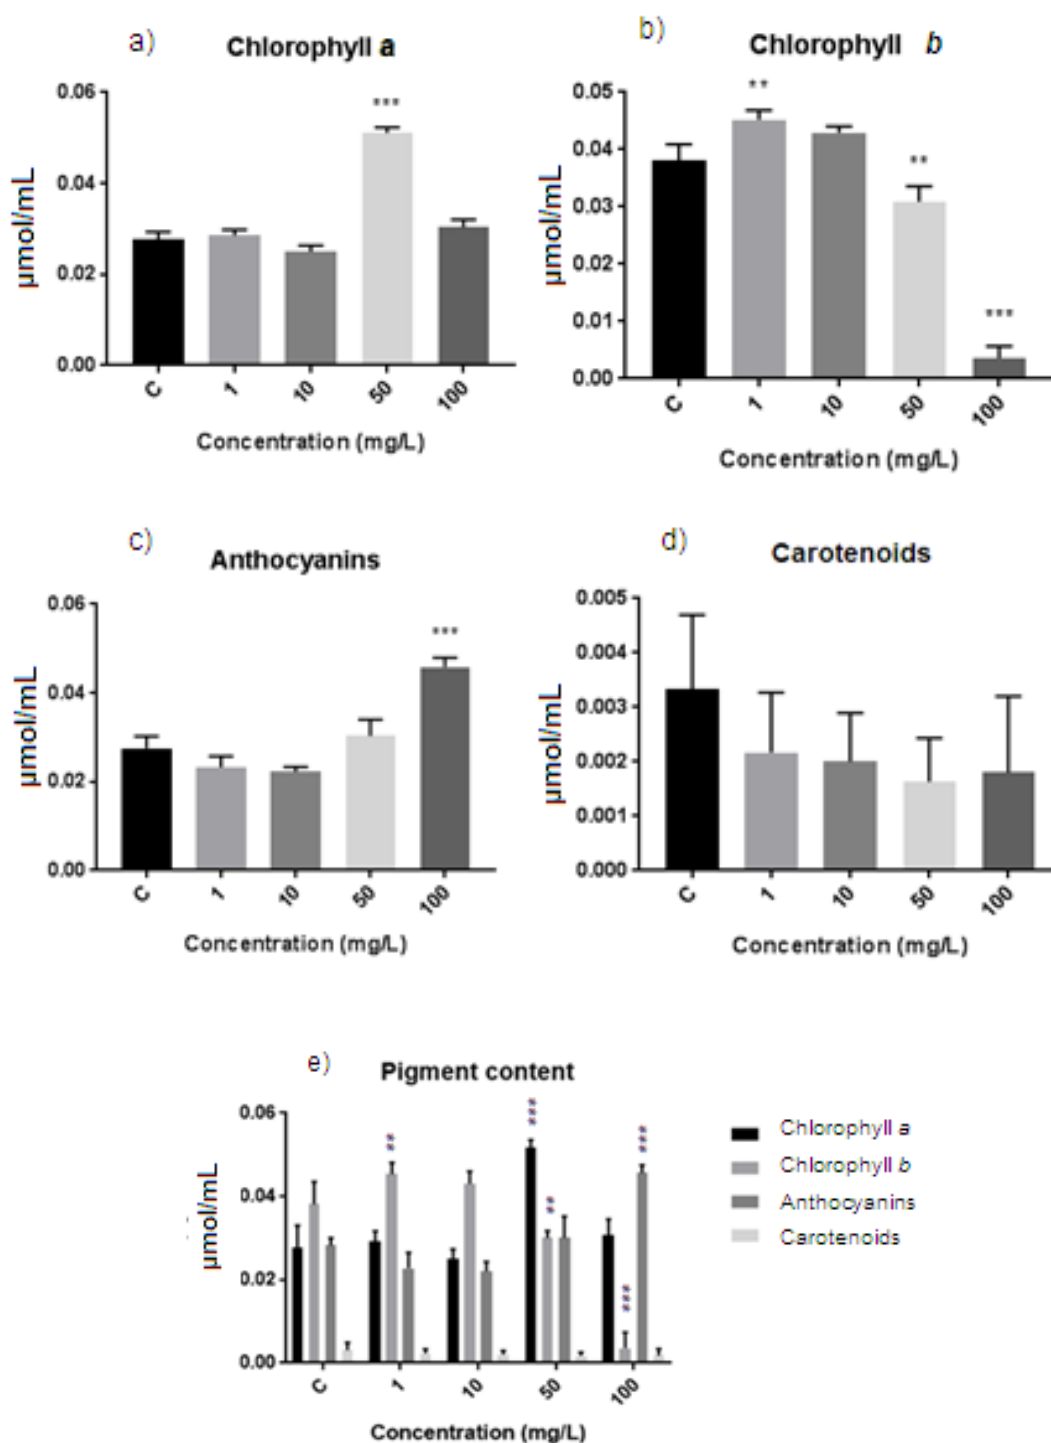 a)
Chlorophyll a
0.06
0.04
0.02
0.00
µmol/mL
***
C
1
10
50
100
Concentration (mg/L)
b)
Chlorophyll b
0.05
0.04
0.03
0.02
0.01
0.00
µmol/mL
**
**
***
C
1
10
50
100
Concentration (mg/L)
c)
Anthocyanins
0.06
0.04
0.02
0.00
µmol/mL
***
C
1
10
50
100
Concentration (mg/L)
d)
Carotenoids
0.005
0.004
0.003
0.002
0.001
0.000
µmol/mL
C
1
10
50
100
Concentration (mg/L)
e)
Pigment content
0.06
0.04
0.02
0.00
µmol/mL
C
1
10
50
100
Concentration (mg/L)
Chlorophyll a
Chlorophyll b
Anthocyanins
Carotenoids